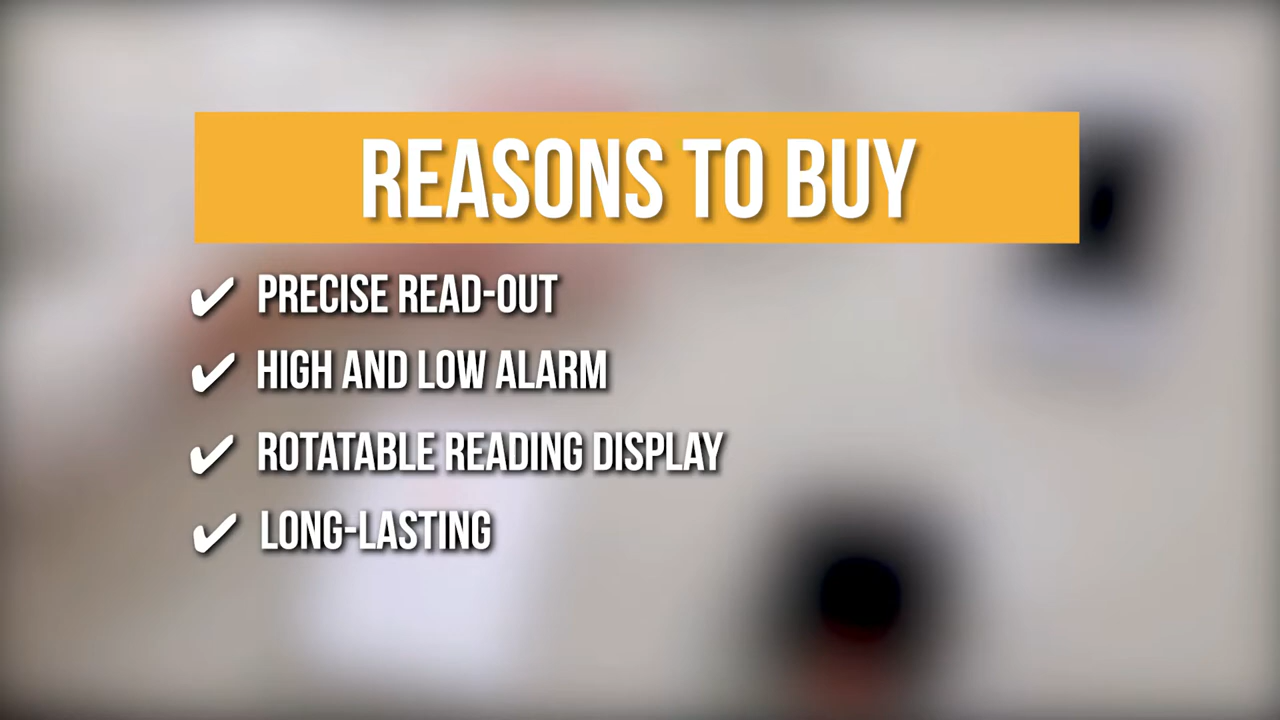 REASONS TO BUY
✔ PRECISE READ-OUT
✔ HIGH AND LOW ALARM
✔ ROTATABLE READING DISPLAY
✔ LONG-LASTING